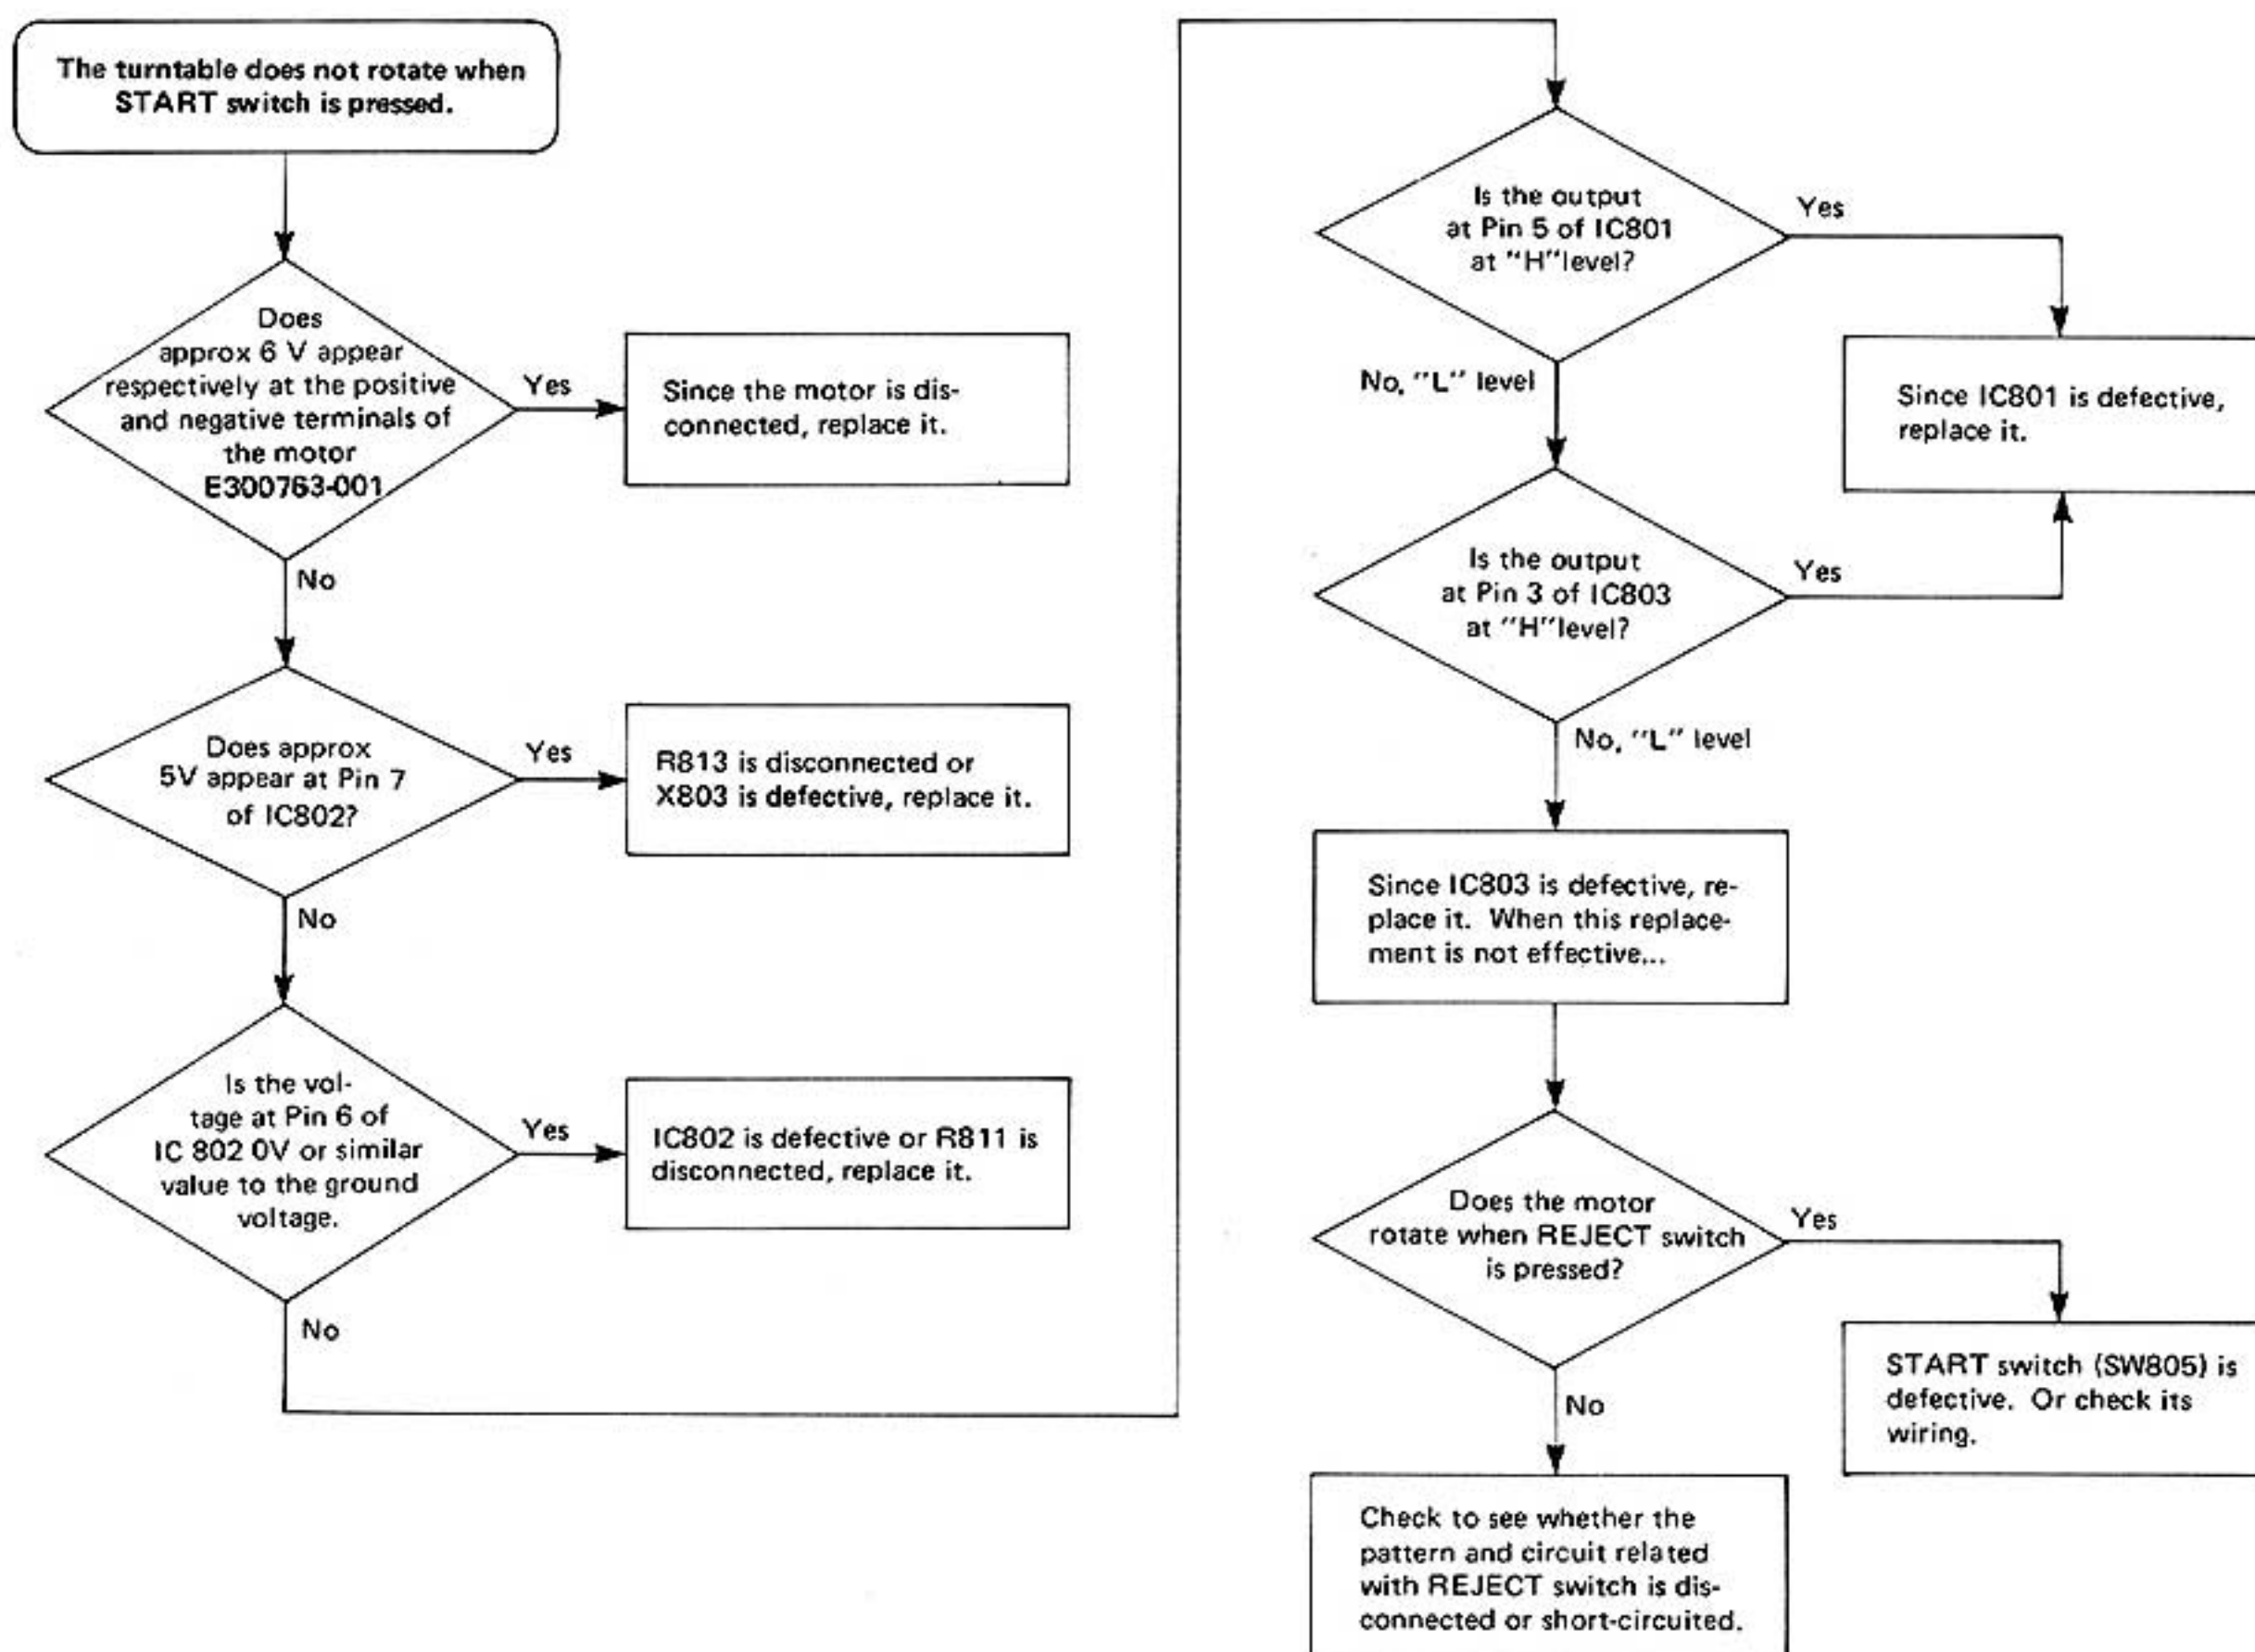 The turntable does not rotate when
START switch is pressed.
Does
approx 6 V appear
respectively at the positive
and negative terminals of
the motor
E300763-001
Yes
Since the motor is dis-
connected, replace it.
No
Does approx
5V appear at Pin 7
of IC802?
Yes
R813 is disconnected or
X803 is defective, replace it.
No
Is the vol-
tage at Pin 6 of
IC 802 0V or similar
value to the ground
voltage.
Yes
IC802 is defective or R811 is
disconnected, replace it.
No
Is the output
at Pin 5 of IC801
at "H"level?
Yes
Since IC801 is defective,
replace it.
No, "L" level
Is the output
at Pin 3 of IC803
at "H"level?
Yes
No, "L" level
Since IC803 is defective, re-
place it. When this replace-
ment is not effective...
Does the motor
rotate when REJECT switch
is pressed?
Yes
START switch (SW805) is
defective. Or check its
wiring.
No
Check to see whether the
pattern and circuit related
with REJECT switch is dis-
connected or short-circuited.